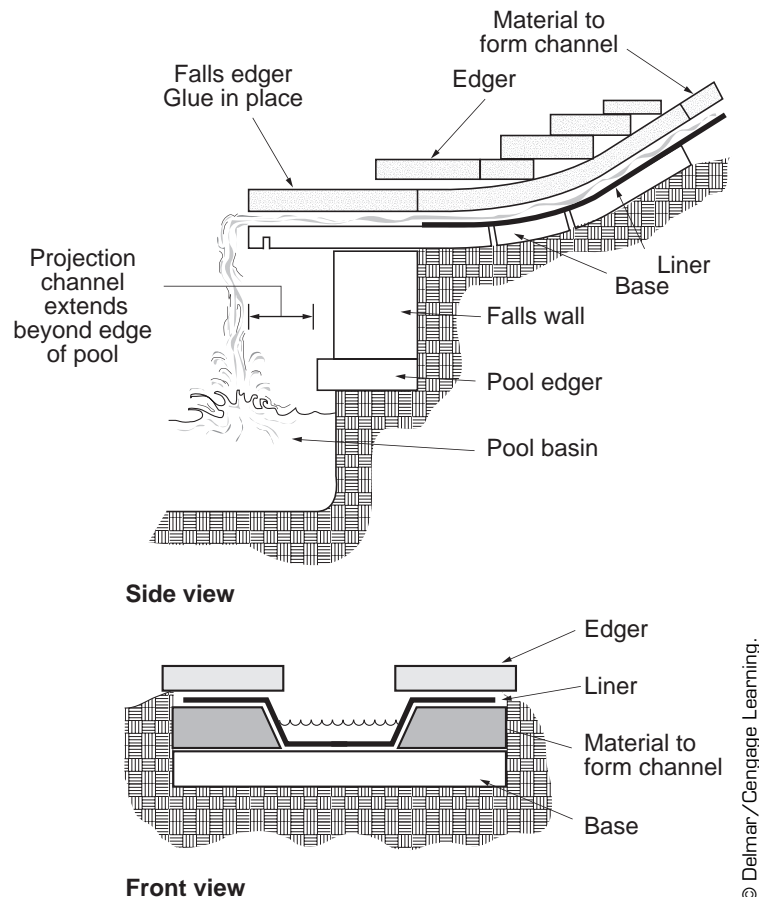 Material to
form channel
Falls edger
Glue in place
Edger
Projection
channel
extends
beyond edge
of pool
Liner
Base
Falls wall
Pool edger
Pool basin
Side view
Edger
Liner
Material to
form channel
Base
Front view
© Delmar/Cengage Learning.